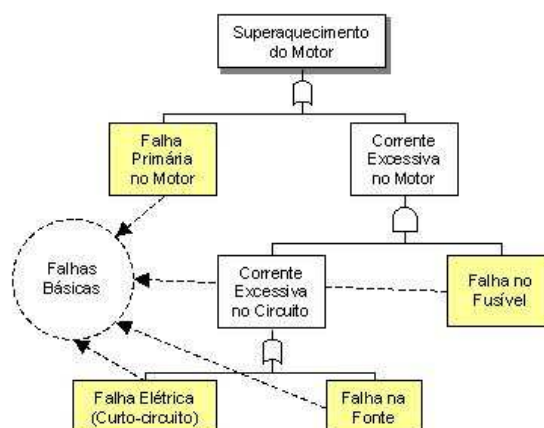 Superaquecimento
do Motor
Falha
Primária
no Motor
Corrente
Excessiva
no Motor
Falhas
Básicas
Corrente
Excessiva
no Circuito
Falha no
Fusível
Falha Elétrica
(Curto-circuito)
Falha na
Fonte